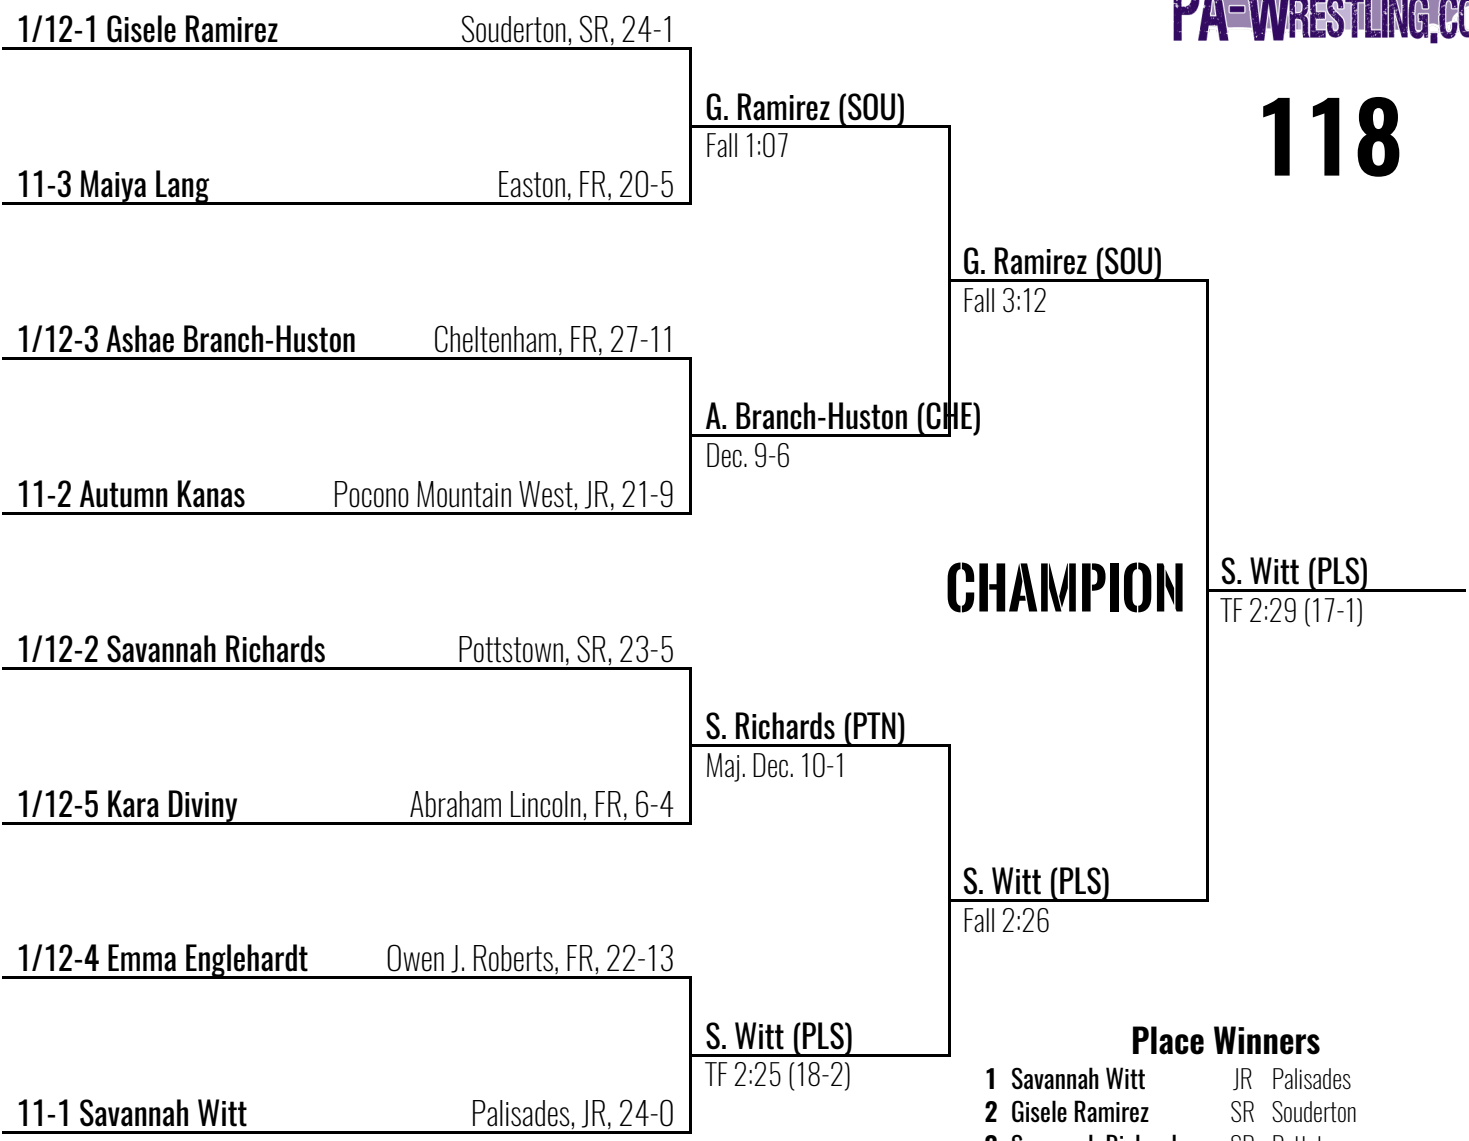 PA-WRESTLING.CO
118
1/12-1 Gisele Ramirez Souderton, SR, 24-1
G. Ramirez (SOU)
Fall 1:07
11-3 Maiya Lang Easton, FR, 20-5
G. Ramirez (SOU)
Fall 3:12
1/12-3 Ashae Branch-Huston Cheltenham, FR, 27-11
A. Branch-Huston (CHE)
Dec. 9-6
11-2 Autumn Kanas Pocono Mountain West, JR, 21-9
CHAMPION
S. Witt (PLS)
TF 2:29 (17-1)
1/12-2 Savannah Richards Pottstown, SR, 23-5
S. Richards (PTN)
Maj. Dec. 10-1
1/12-5 Kara Diviny Abraham Lincoln, FR, 6-4
S. Witt (PLS)
Fall 2:26
1/12-4 Emma Englehardt Owen J. Roberts, FR, 22-13
S. Witt (PLS)
TF 2:25 (18-2)
11-1 Savannah Witt Palisades, JR, 24-0
Place Winners
1 Savannah Witt JR Palisades
2 Gisele Ramirez SR Souderton